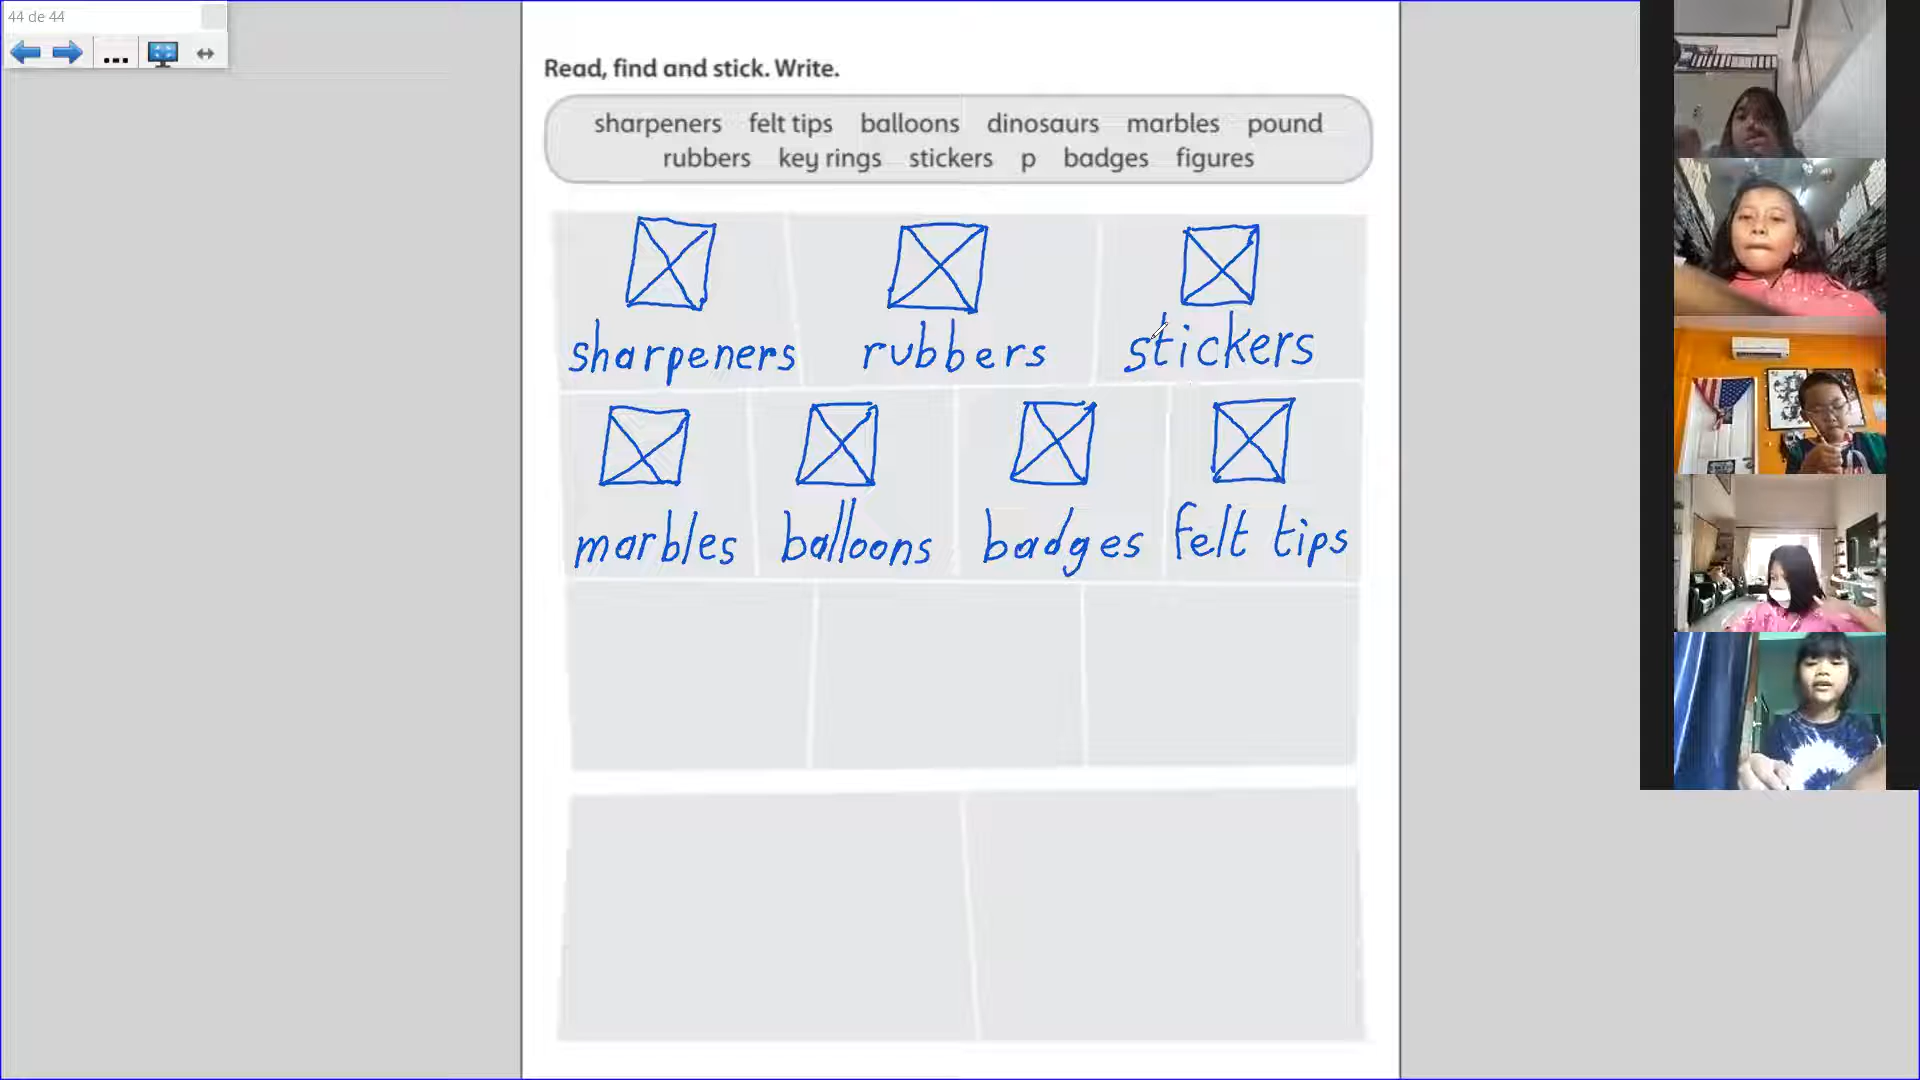 44 de 44
Read, find and stick. Write.
sharpeners felt tips balloons dinosaurs marbles pound
rubbers key rings stickers p badges figures
sharpeners rubbers stickers
marbles balloons badges felt tips